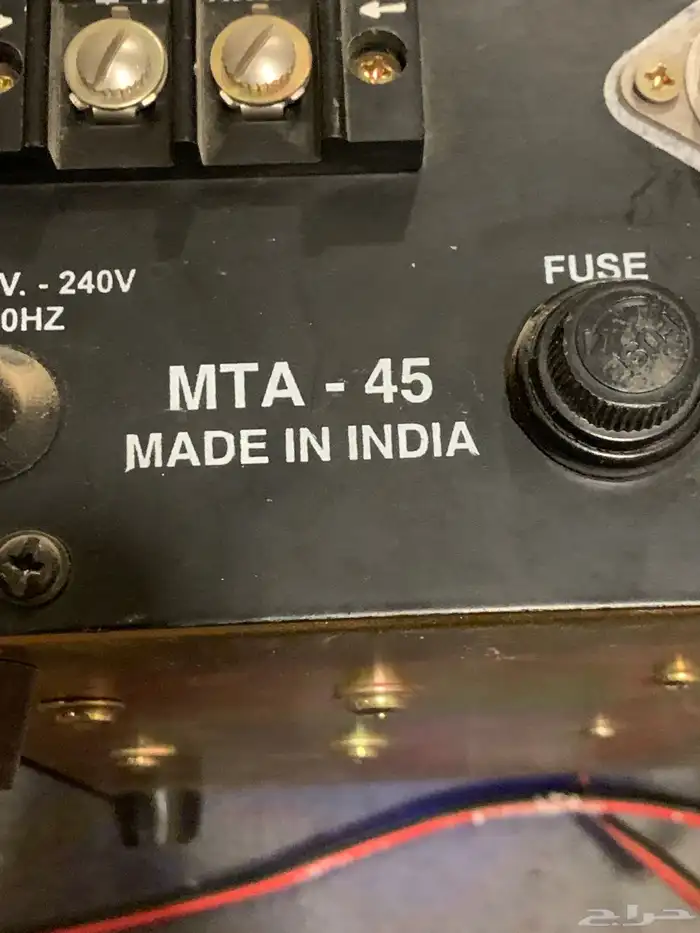 V. - 240V
0HZ
FUSE
MTA - 45
MADE IN INDIA
حراج